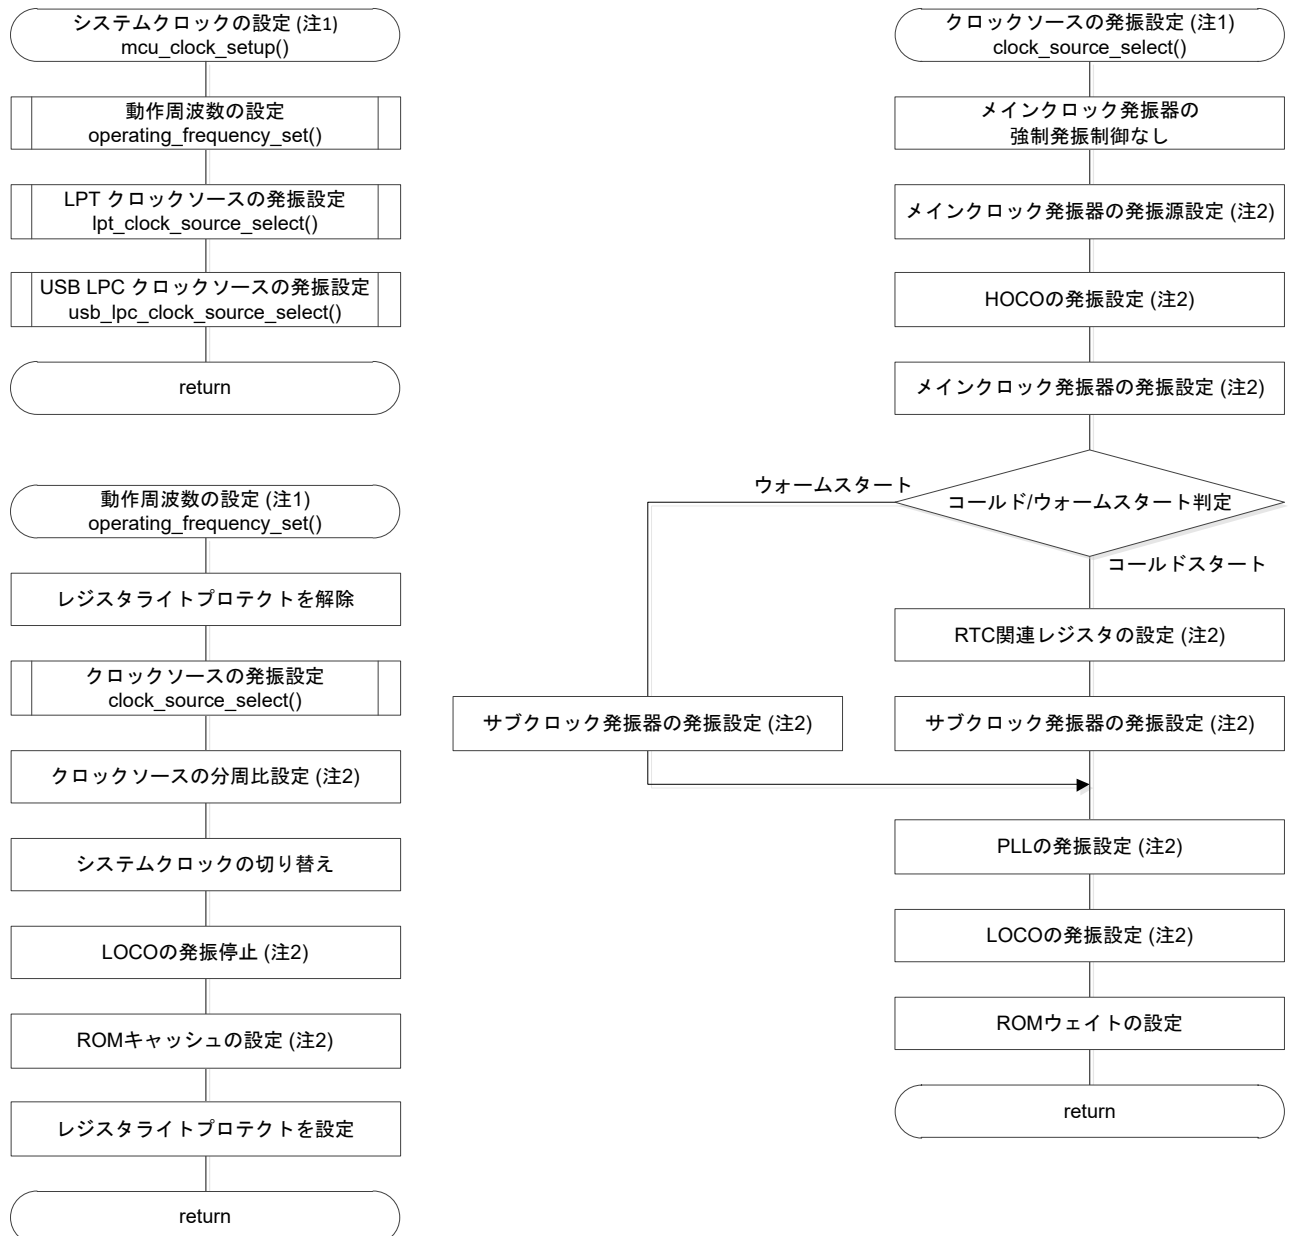 システムクロックの設定 (注1)
mcu_clock_setup()
動作周波数の設定
operating_frequency_set()
LPT クロックソースの発振設定
lpt_clock_source_select()
USB LPC クロックソースの発振設定
usb_lpc_clock_source_select()
return
動作周波数の設定 (注1)
operating_frequency_set()
レジスタライトプロテクトを解除
クロックソースの発振設定
clock_source_select()
クロックソースの分周比設定 (注2)
システムクロックの切り替え
LOCOの発振停止 (注2)
ROMキャッシュの設定 (注2)
レジスタライトプロテクトを設定
return
クロックソースの発振設定 (注1)
clock_source_select()
メインクロック発振器の
強制発振制御なし
メインクロック発振器の発振源設定 (注2)
HOCOの発振設定 (注2)
メインクロック発振器の発振設定 (注2)
コールド/ウォームスタート判定
ウォームスタート
コールドスタート
RTC関連レジスタの設定 (注2)
サブクロック発振器の発振設定 (注2)
サブクロック発振器の発振設定 (注2)
PLLの発振設定 (注2)
LOCOの発振設定 (注2)
ROMウェイトの設定
return